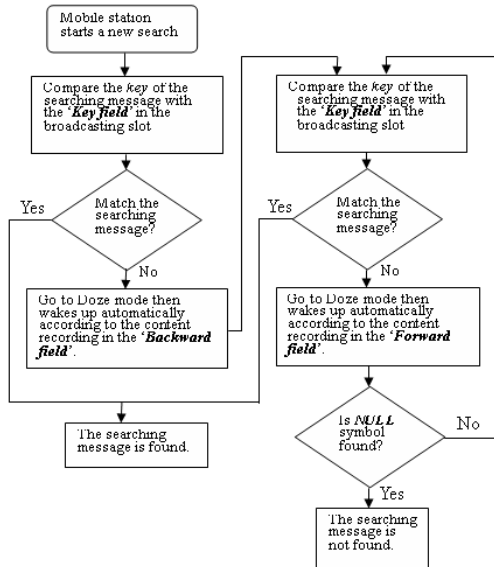 Mobile station
starts a new search
Compare the key of the
searching message with
the ‘Key field’ in the
broadcasting slot
Match the
searching
message?
Yes
No
Go to Doze mode then
wakes up automatically
according to the content
recording in the ‘Backward
field’.
The searching
message is found.
Compare the key of the
searching message with
the ‘Key field’ in the
broadcasting slot
Match the
searching
message?
Yes
No
Go to Doze mode then
wakes up automatically
according to the content
recording in the ‘Forward
field’.
Is NULL
symbol
found?
No
Yes
The searching
message is
not found.